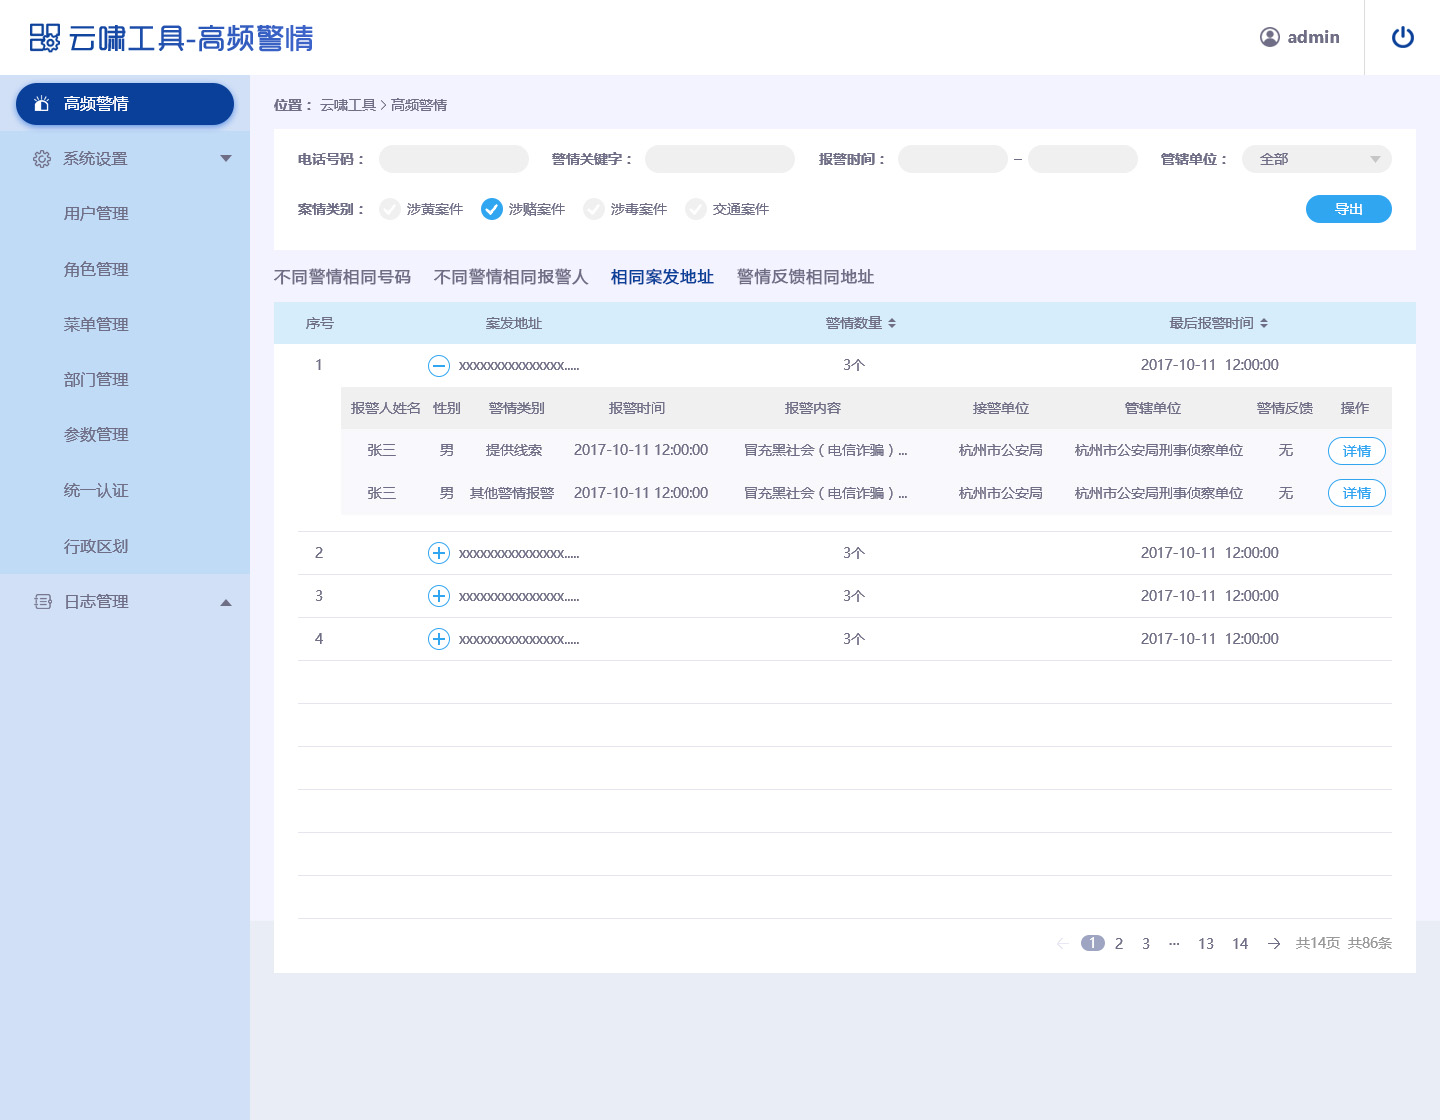 云啸工具-高频警情
admin
高频警情
系统设置
用户管理
角色管理
菜单管理
部门管理
参数管理
统一认证
行政区划
日志管理
位置： 云啸工具 > 高频警情
电话号码： 警情关键字： 报警时间： – 管辖单位： 全部
案情类别： 涉黄案件 涉赌案件 涉毒案件 交通案件 导出
不同警情相同号码 不同警情相同报警人 相同案发地址 警情反馈相同地址
序号 案发地址 警情数量 最后报警时间
1 xxxxxxxxxxxxxxx..... 3个 2017-10-11 12:00:00
报警人姓名 性别 警情类别 报警时间 报警内容 接警单位 管辖单位 警情反馈 操作
张三 男 提供线索 2017-10-11 12:00:00 冒充黑社会（电信诈骗）... 杭州市公安局 杭州市公安局刑事侦察单位 无 详情
张三 男 其他警情报警 2017-10-11 12:00:00 冒充黑社会（电信诈骗）... 杭州市公安局 杭州市公安局刑事侦察单位 无 详情
2 xxxxxxxxxxxxxxx..... 3个 2017-10-11 12:00:00
3 xxxxxxxxxxxxxxx..... 3个 2017-10-11 12:00:00
4 xxxxxxxxxxxxxxx..... 3个 2017-10-11 12:00:00
← 1 2 3 ··· 13 14 → 共14页 共86条